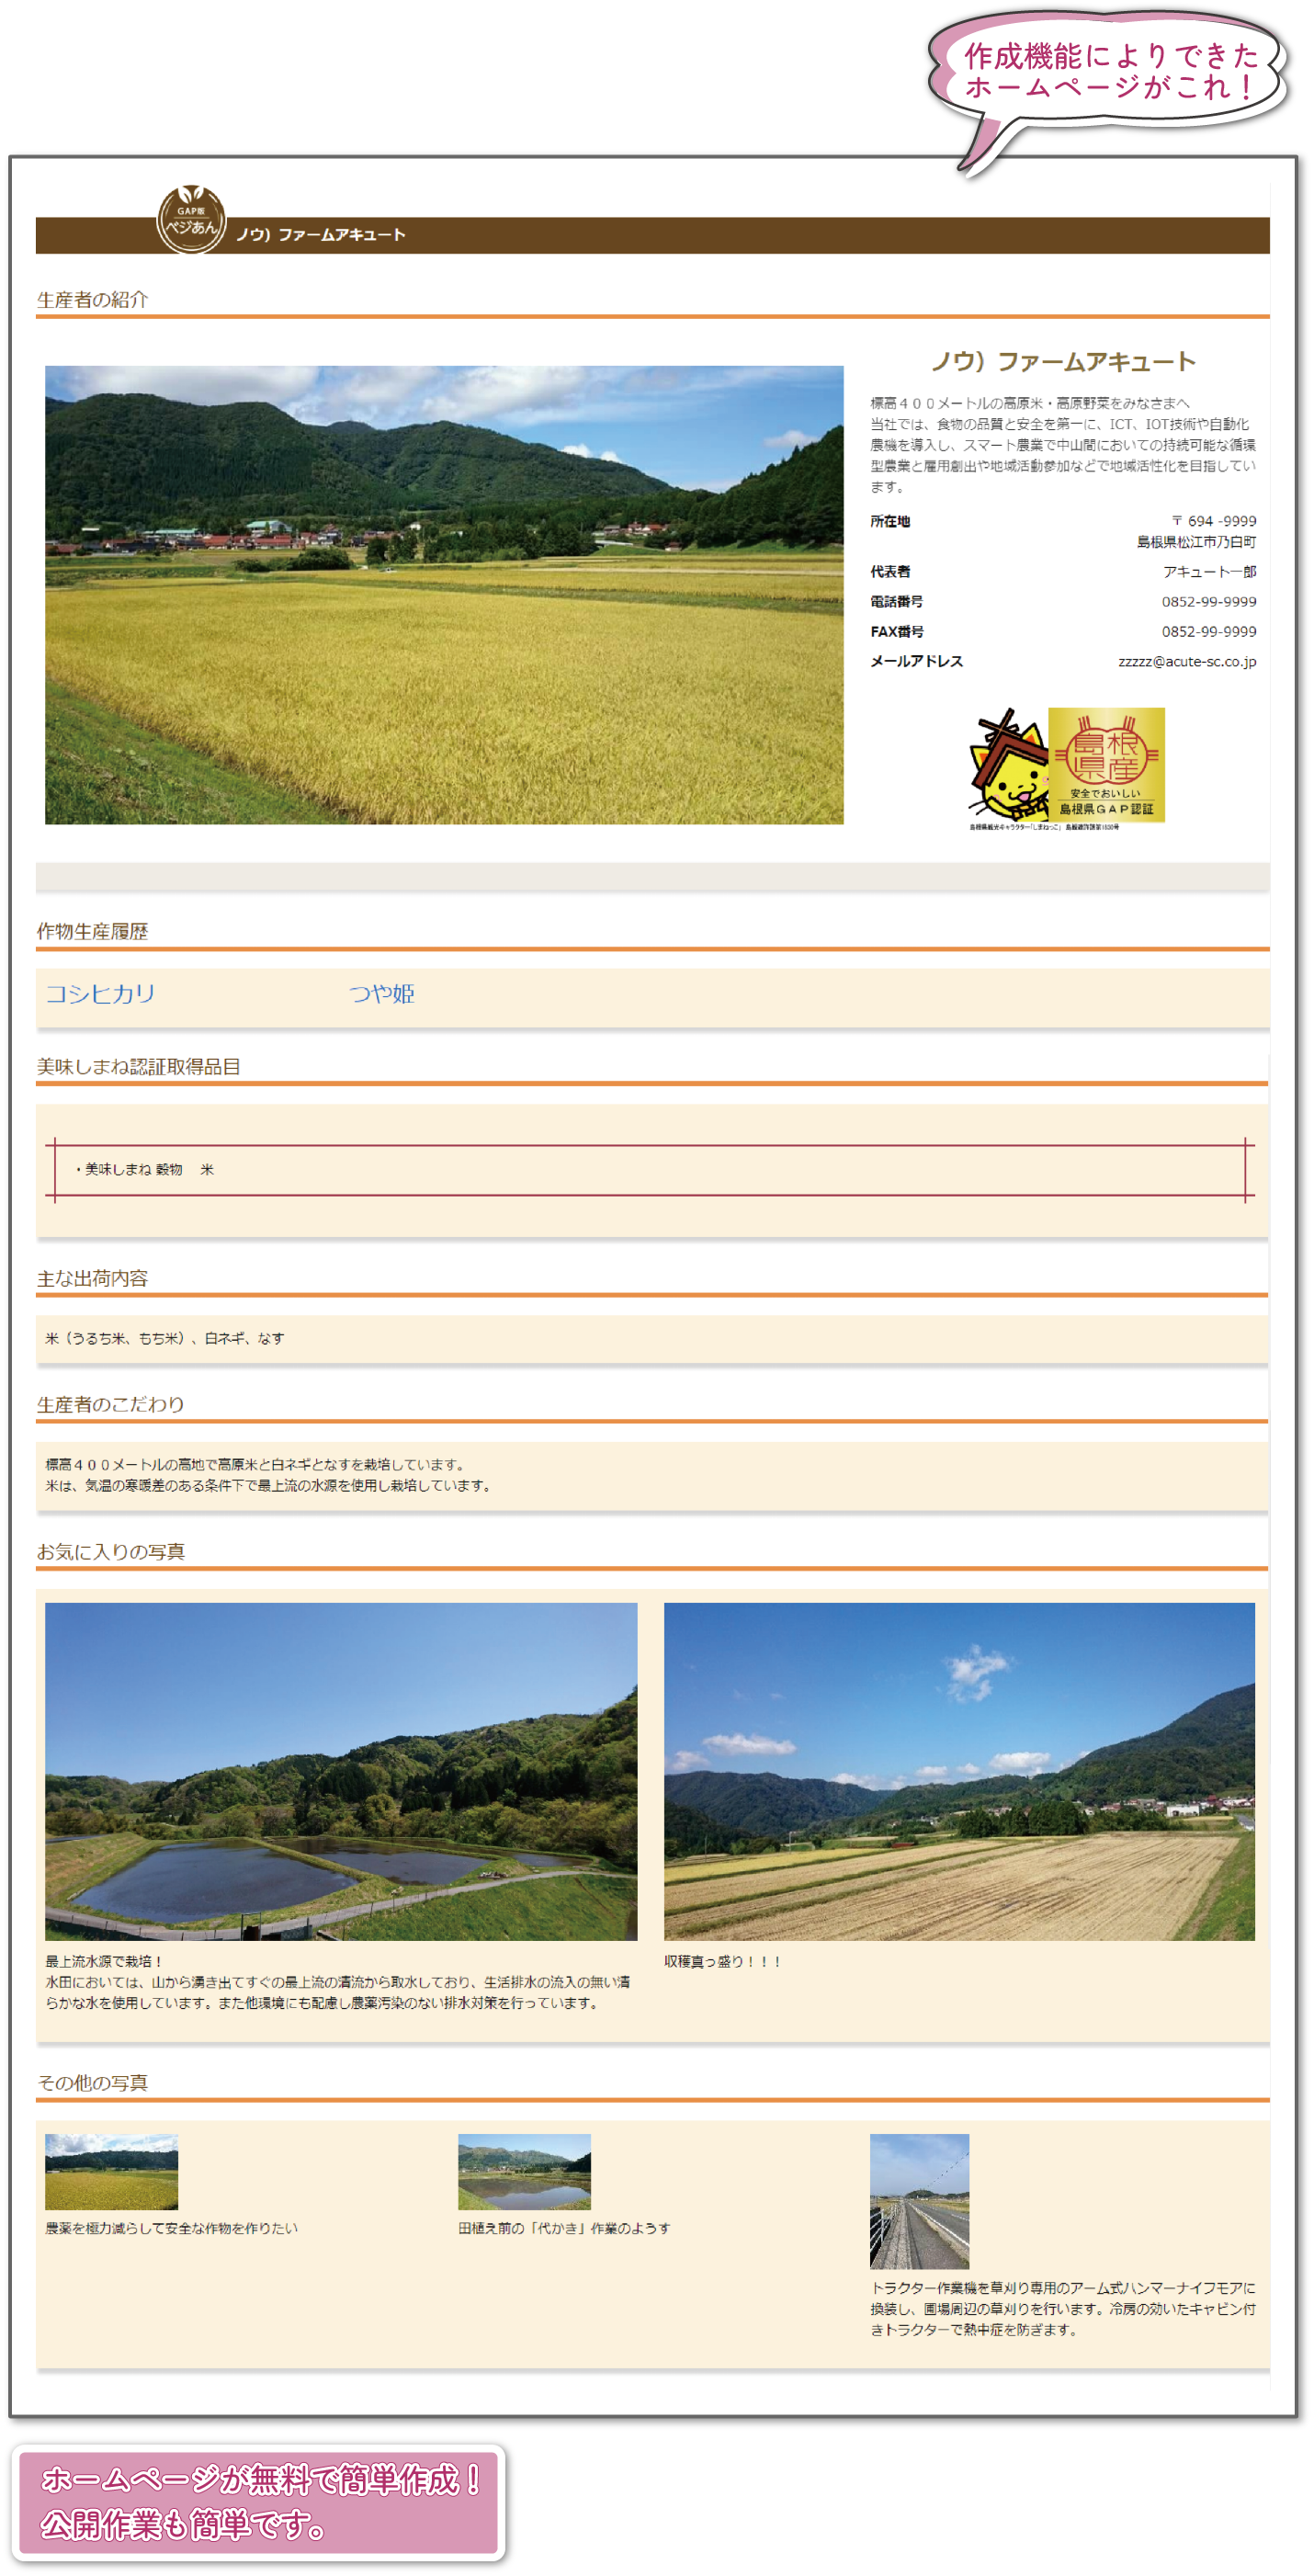 作成機能によりできた
ホームページがこれ！
GAP版
ベジあん
ノウ）ファームアキュート
生産者の紹介
ノウ）ファームアキュート
標高４００メートルの高原米・高原野菜をみなさまへ
当社では、食物の品質と安全を第一に、ICT、IOT技術や自動化
農機を導入し、スマート農業で中山間においての持続可能な循環
型農業と雇用創出や地域活動参加などで地域活性化を目指してい
ます。
所在地 〒 694 -9999
島根県松江市乃白町
代表者 アキュート一郎
電話番号 0852-99-9999
FAX番号 0852-99-9999
メールアドレス zzzzz@acute-sc.co.jp
島根
県産
安全でおいしい
島根県ＧＡＰ認証
島根県観光キャラクター「しまねっこ」
作物生産履歴
コシヒカリ つや姫
美味しまね認証取得品目
・美味しまね 穀物　米
主な出荷内容
米（うるち米、もち米）、白ネギ、なす
生産者のこだわり
標高４００メートルの高地で高原米と白ネギとなすを栽培しています。
米は、気温の寒暖差のある条件下で最上流の水源を使用し栽培しています。
お気に入りの写真
最上流水源で栽培！
水田においては、山から湧き出てすぐの最上流の清流から取水しており、生活排水の流入の無い清
らかな水を使用しています。また他環境にも配慮し農薬汚染のない排水対策を行っています。
収穫真っ盛り！！！
その他の写真
農薬を極力減らして安全な作物を作りたい
田植え前の「代かき」作業のようす
トラクター作業機を草刈り専用のアーム式ハンマーナイフモアに
換装し、圃場周辺の草刈りを行います。冷房の効いたキャビン付
きトラクターで熱中症を防ぎます。
ホームページが無料で簡単作成！
公開作業も簡単です。